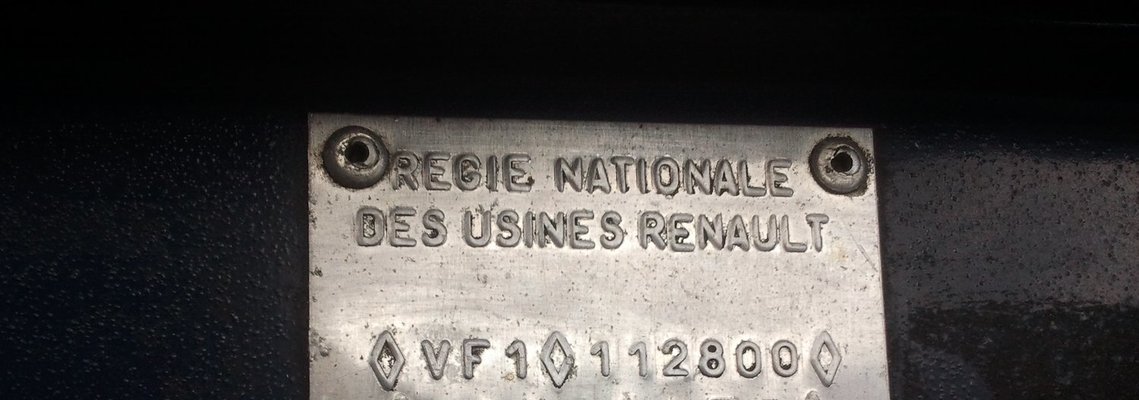 REGIE NATIONALE
DES USINES RENAULT
◊VF1◊112800◊